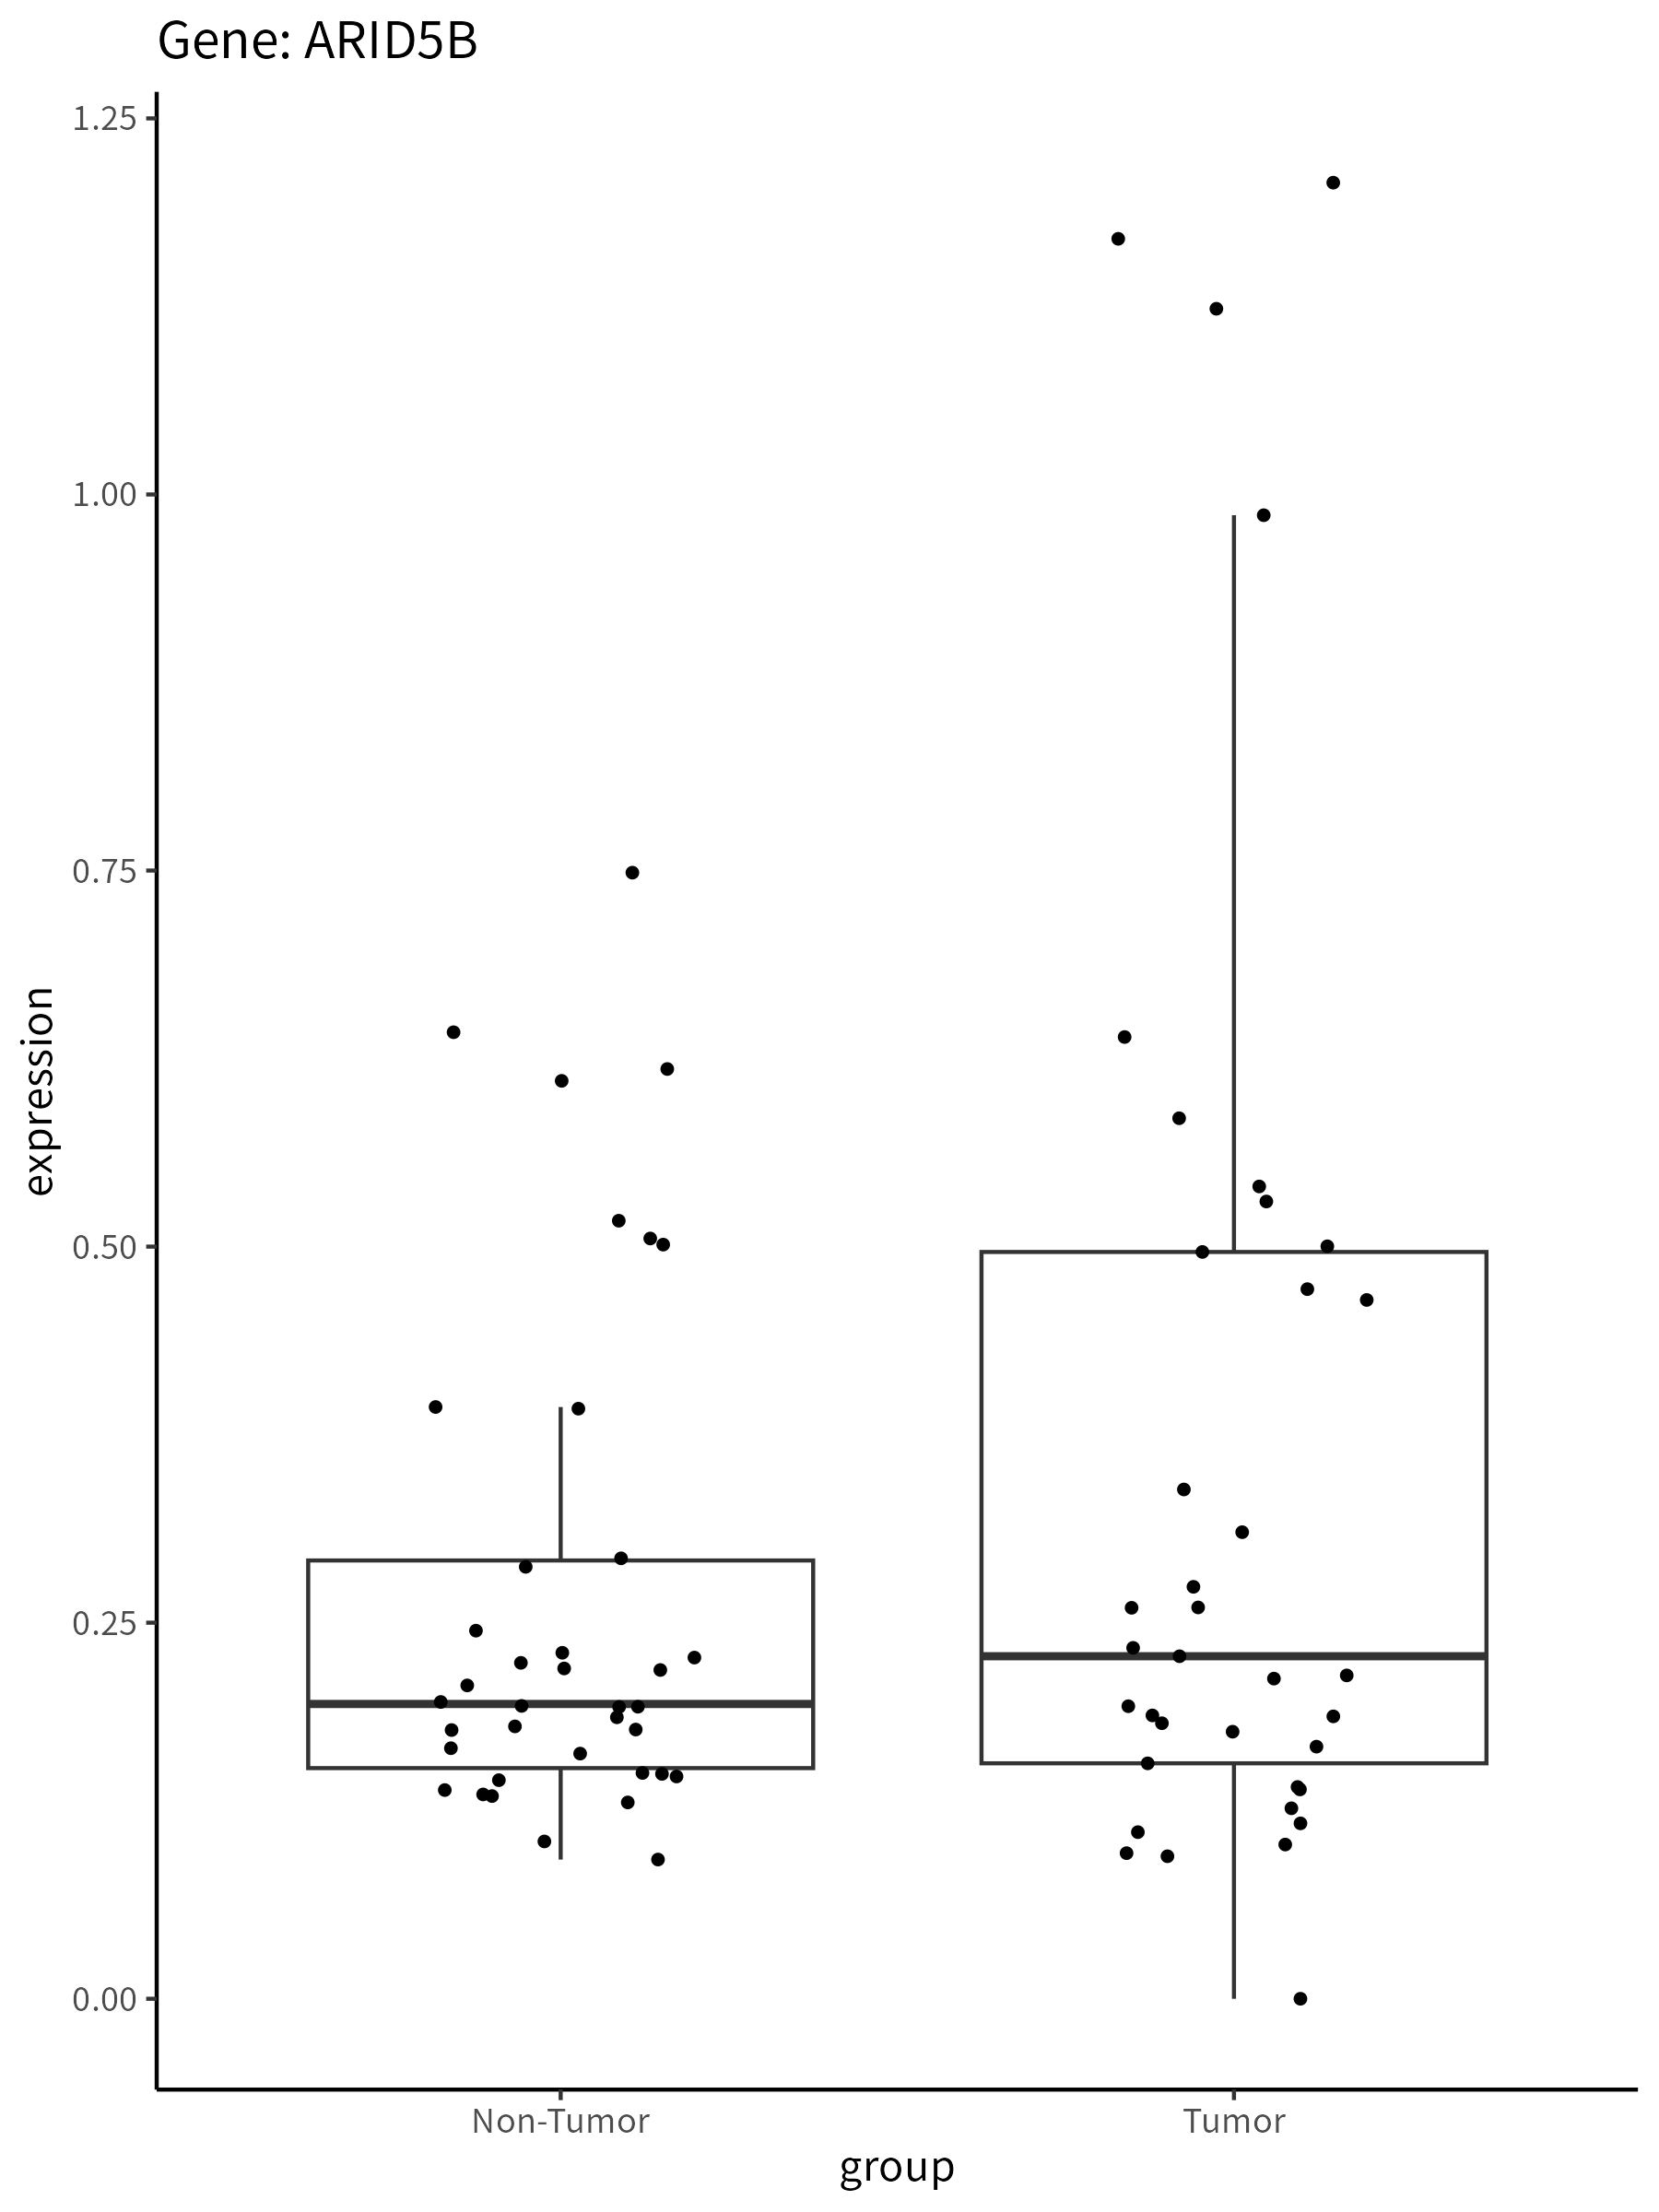 Gene: ARID5B
1.25
1.00
0.75
0.50
0.25
0.00
expression
Non-Tumor
Tumor
group